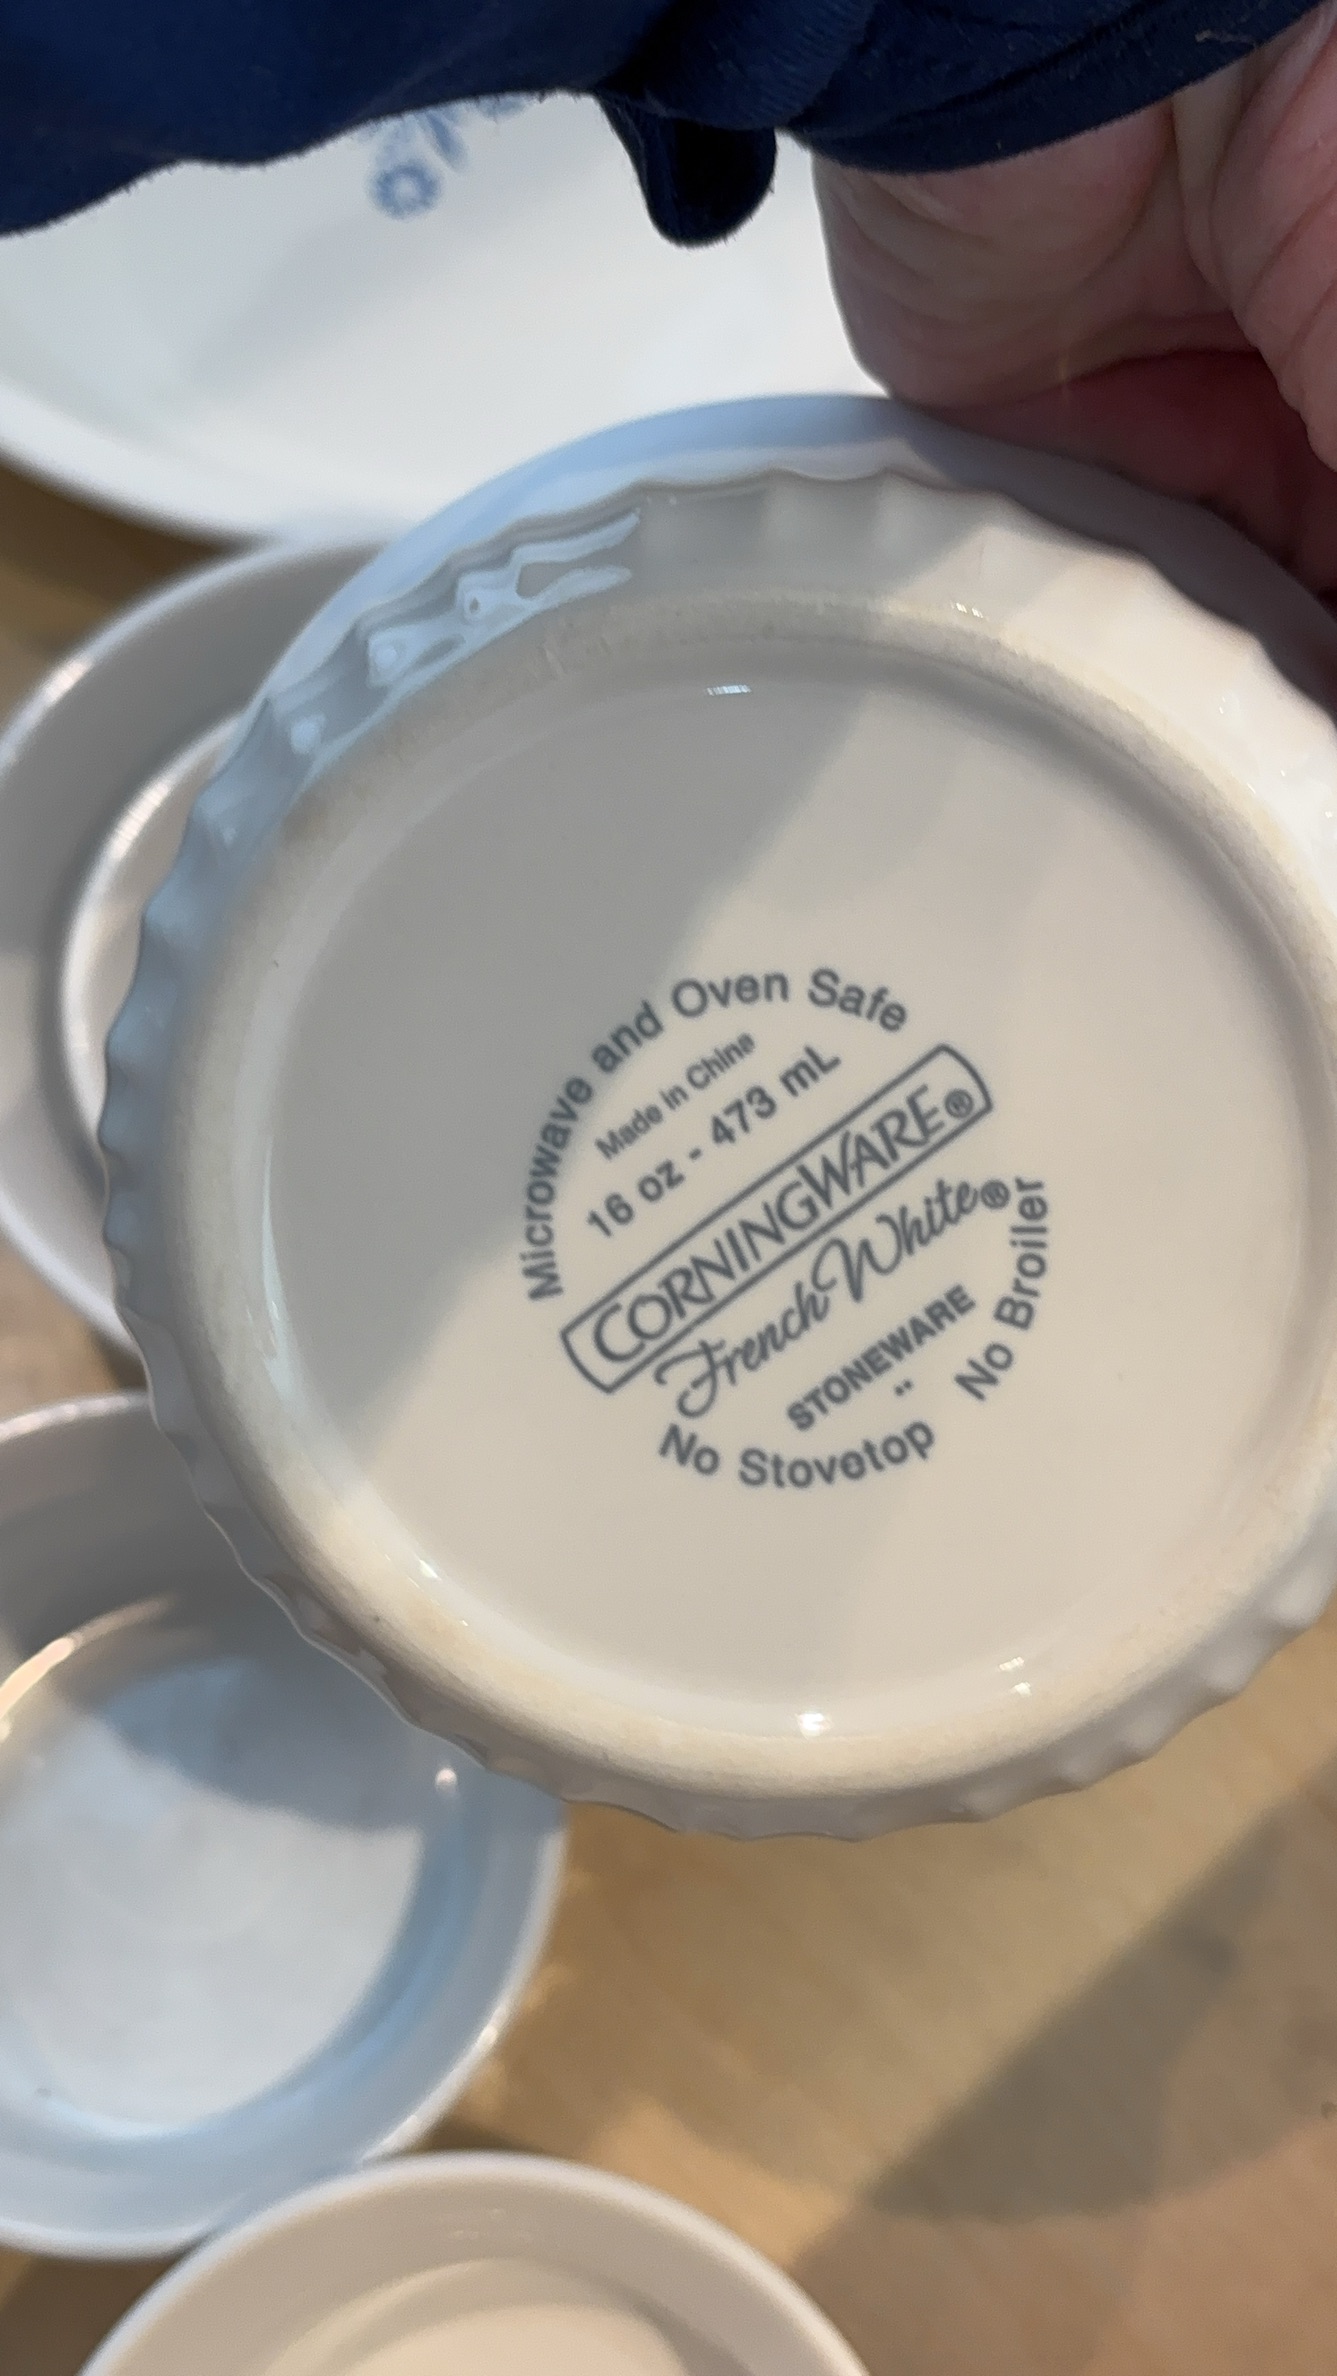 Microwave and Oven Safe
Made in China
16 oz - 473 mL
CORNINGWARE®
French White®
STONEWARE
No Stovetop No Broiler